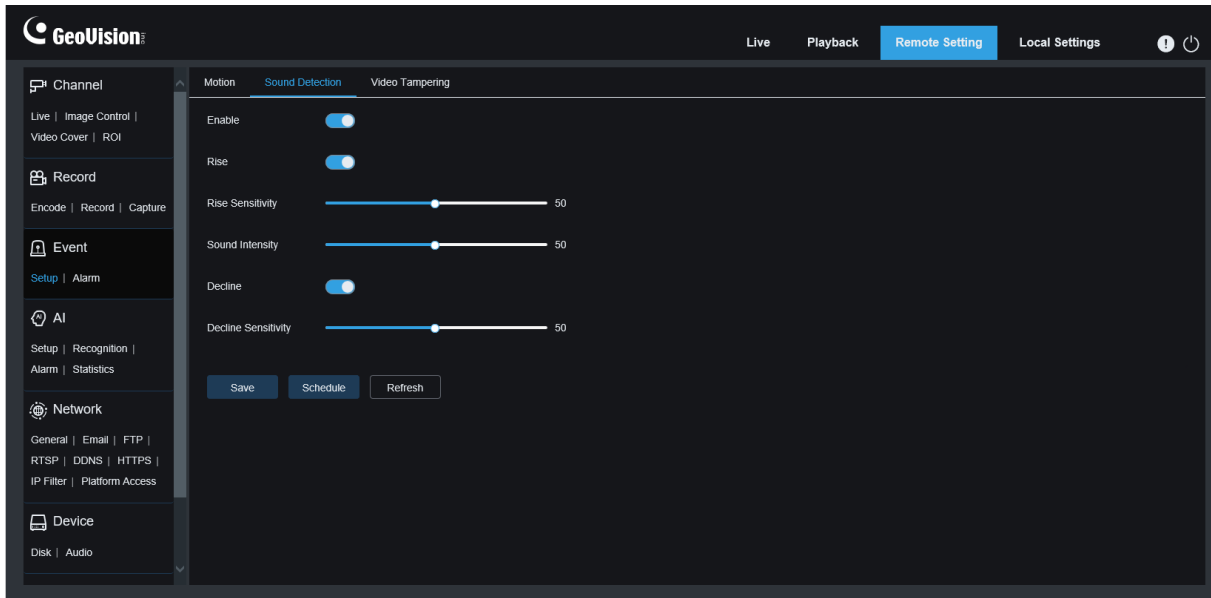 GeoVision Inc
Live Playback Remote Setting Local Settings
Channel
Live | Image Control |
Video Cover | ROI
Record
Encode | Record | Capture
Event
Setup | Alarm
AI
Setup | Recognition |
Alarm | Statistics
Network
General | Email | FTP |
RTSP | DDNS | HTTPS |
IP Filter | Platform Access
Device
Disk | Audio
Motion Sound Detection Video Tampering
Enable
Rise
Rise Sensitivity 50
Sound Intensity 50
Decline
Decline Sensitivity 50
Save Schedule Refresh